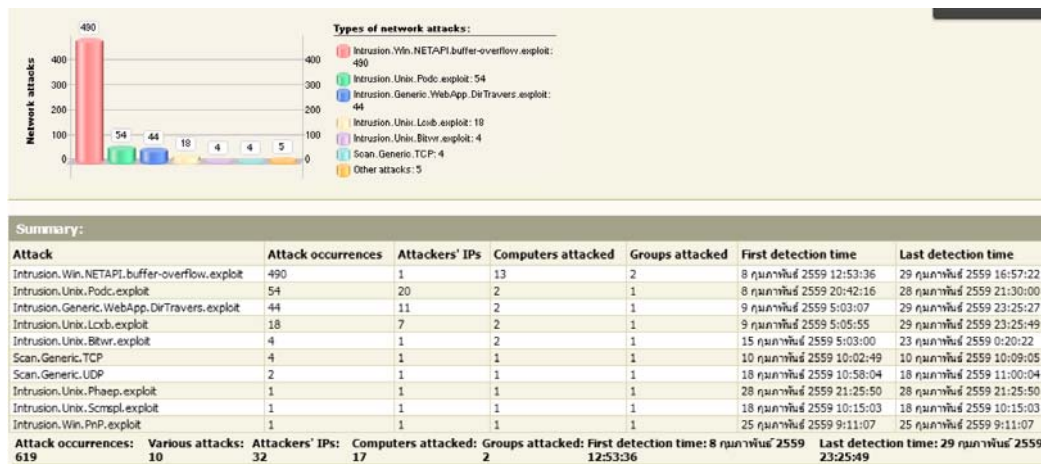 490
400
300
200
100
0
Network attacks
54
44
18
4
4
5
400
300
200
100
0
Types of network attacks:
Intrusion.Win.NETAPI.buffer-overflow.exploit:
490
Intrusion.Unix.Podc.exploit: 54
Intrusion.Generic.WebApp.DirTravers.exploit:
44
Intrusion.Unix.Lcxb.exploit: 18
Intrusion.Unix.Bitwr.exploit: 4
Scan.Generic.TCP: 4
Other attacks: 5
Summary:
Attack Attack occurrences Attackers' IPs Computers attacked Groups attacked First detection time Last detection time
Intrusion.Win.NETAPI.buffer-overflow.exploit 490 1 13 2 8 กุมภาพันธ์ 2559 12:53:36 29 กุมภาพันธ์ 2559 16:57:22
Intrusion.Unix.Podc.exploit 54 20 2 1 8 กุมภาพันธ์ 2559 20:42:16 28 กุมภาพันธ์ 2559 21:30:00
Intrusion.Generic.WebApp.DirTravers.exploit 44 11 2 1 9 กุมภาพันธ์ 2559 5:03:07 29 กุมภาพันธ์ 2559 23:25:27
Intrusion.Unix.Lcxb.exploit 18 7 2 1 9 กุมภาพันธ์ 2559 5:05:55 29 กุมภาพันธ์ 2559 23:25:49
Intrusion.Unix.Bitwr.exploit 4 1 2 1 15 กุมภาพันธ์ 2559 5:03:00 23 กุมภาพันธ์ 2559 0:20:22
Scan.Generic.TCP 4 1 1 1 10 กุมภาพันธ์ 2559 10:02:49 10 กุมภาพันธ์ 2559 10:09:05
Scan.Generic.UDP 2 1 1 1 18 กุมภาพันธ์ 2559 10:58:04 18 กุมภาพันธ์ 2559 11:00:04
Intrusion.Unix.Phaep.exploit 1 1 1 1 28 กุมภาพันธ์ 2559 21:25:50 28 กุมภาพันธ์ 2559 21:25:50
Intrusion.Unix.Scmspl.exploit 1 1 1 1 18 กุมภาพันธ์ 2559 10:15:03 18 กุมภาพันธ์ 2559 10:15:03
Intrusion.Win.PnP.exploit 1 1 1 1 25 กุมภาพันธ์ 2559 9:11:07 25 กุมภาพันธ์ 2559 9:11:07
Attack occurrences: Various attacks: Attackers' IPs: Computers attacked: Groups attacked: First detection time: 8 กุมภาพันธ์ 2559 Last detection time: 29 กุมภาพันธ์ 2559
619 10 32 17 2 12:53:36 23:25:49